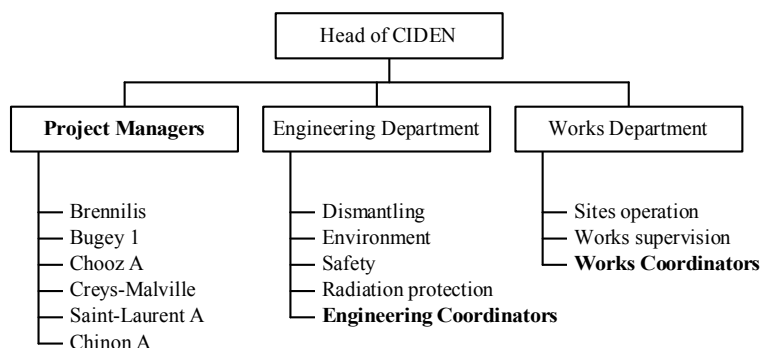 Head of CIDEN
Project Managers
Engineering Department
Works Department
Brennilis
Bugey 1
Chooz A
Creys-Malville
Saint-Laurent A
Chinon A
Dismantling
Environment
Safety
Radiation protection
Engineering Coordinators
Sites operation
Works supervision
Works Coordinators